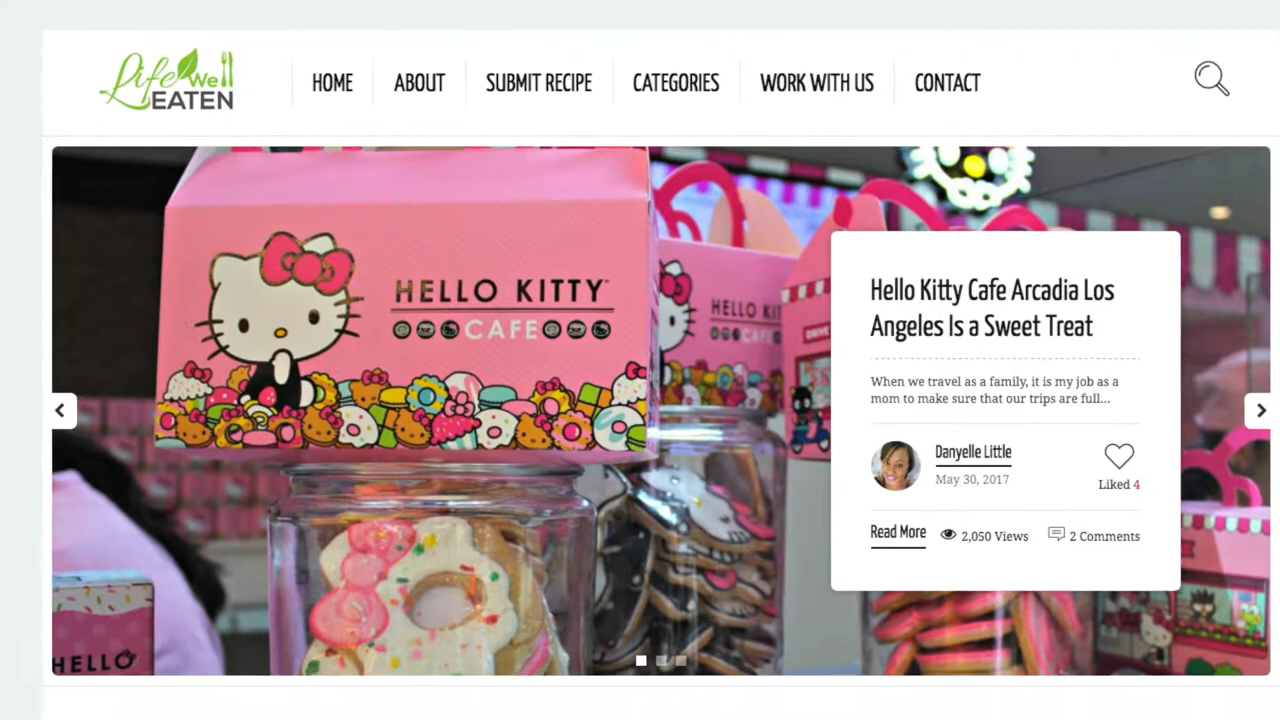 Life Well
EATEN
HOME
ABOUT
SUBMIT RECIPE
CATEGORIES
WORK WITH US
CONTACT
HELLO KITTY
CAFE
HELLO KIT
CAFE
DRIVE
HELLO
Hello Kitty Cafe Arcadia Los
Angeles Is a Sweet Treat
When we travel as a family, it is my job as a
mom to make sure that our trips are full...
Danyelle Little
May 30, 2017
Liked 4
Read More
2,050 Views
2 Comments